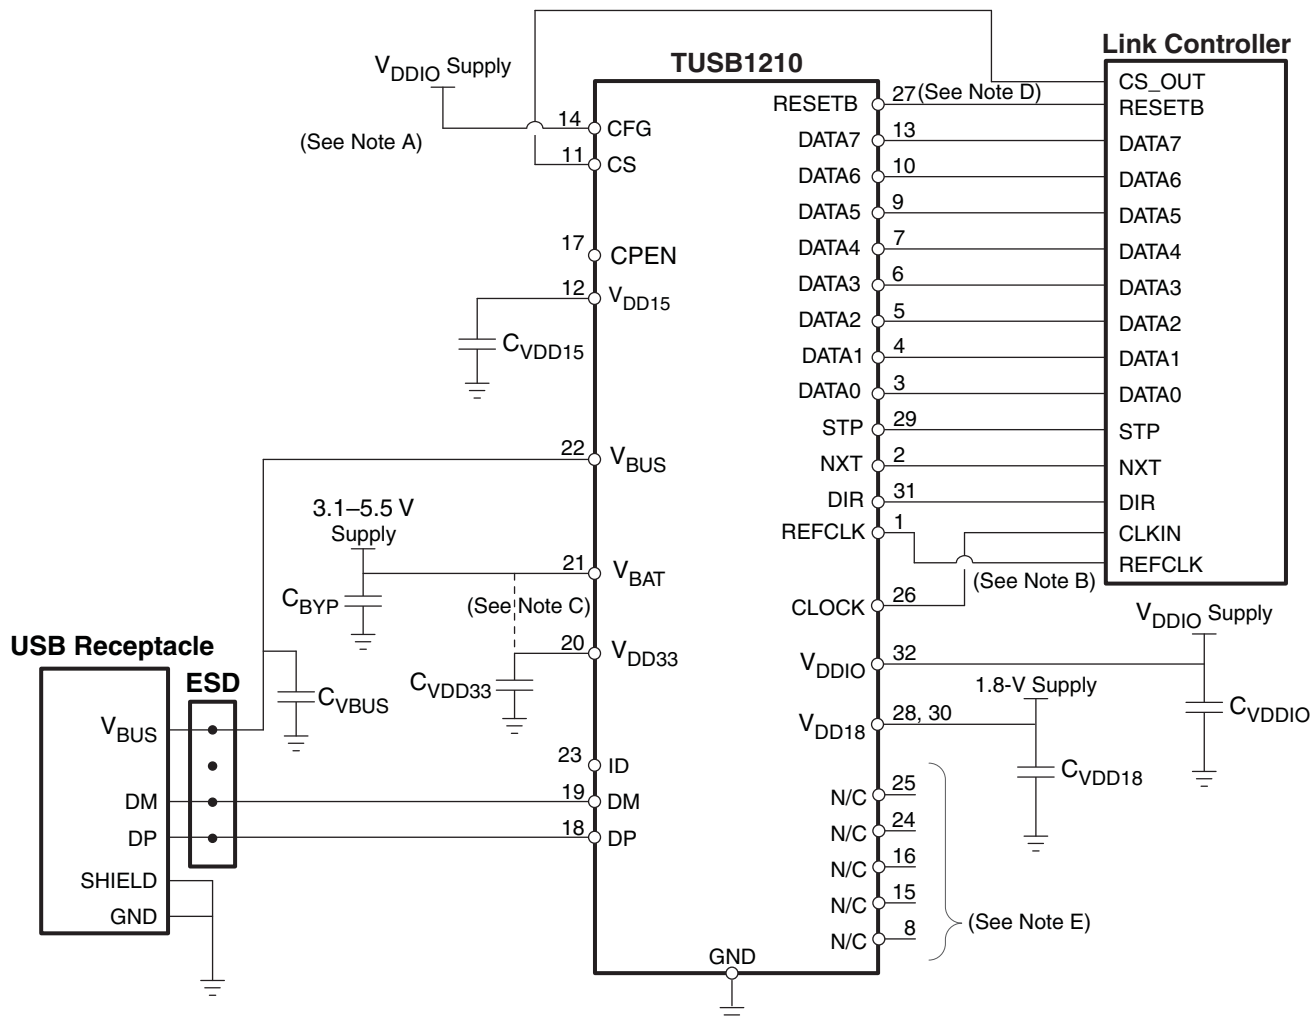 Link Controller
TUSB1210
VDDIO Supply
CS_OUT
RESETB
27 (See Note D)
RESETB
14
CFG
(See Note A)
11
CS
DATA7
13
DATA7
DATA6
10
DATA6
DATA5
9
DATA5
17
CPEN
DATA4
7
DATA4
12
VDD15
DATA3
6
DATA3
CVDD15
DATA2
5
DATA2
DATA1
4
DATA1
DATA0
3
DATA0
STP
29
STP
22
VBUS
NXT
2
NXT
3.1–5.5 V
Supply
DIR
31
DIR
REFCLK
1
CLKIN
REFCLK
21
VBAT
(See Note B)
CBYP
(See Note C)
CLOCK
26
VDDIO Supply
USB Receptacle
20
VDD33
VDDIO
32
ESD
CVDD33
1.8-V Supply
CVBUS
CVDDIO
VBUS
VDD18
28, 30
23
ID
CVDD18
DM
19
DM
N/C
25
DP
18
DP
N/C
24
N/C
16
SHIELD
N/C
15
GND
(See Note E)
N/C
8
GND